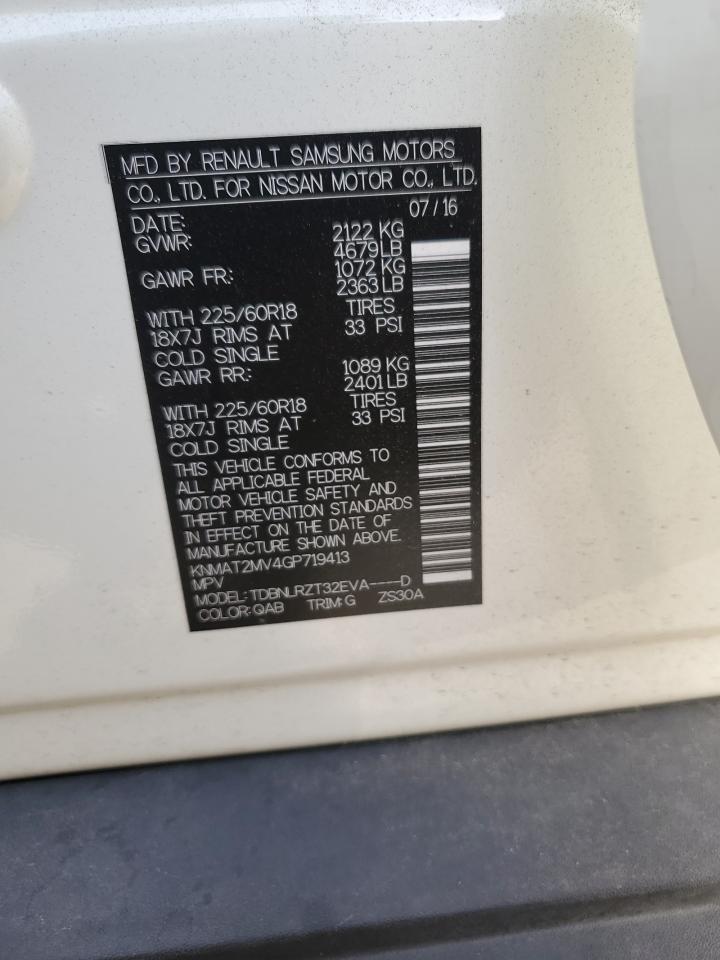 MFD BY RENAULT SAMSUNG MOTORS
CO., LTD. FOR NISSAN MOTOR CO., LTD.
DATE: 07/16
GVWR: 2122 KG
4679LB
GAWR FR.: 1072 KG
2363LB
WITH 225/60R18 TIRES
18X7J RIMS AT 33 PSI
COLD SINGLE
GAWR RR.: 1089 KG
2401LB
WITH 225/60R18 TIRES
18X7J RIMS AT 33 PSI
COLD SINGLE
THIS VEHICLE CONFORMS TO
ALL APPLICABLE FEDERAL
MOTOR VEHICLE SAFETY AND
THEFT PREVENTION STANDARDS
IN EFFECT ON THE DATE OF
MANUFACTURE SHOWN ABOVE.
KNMAT2MV4GP719413
MPV
MODEL: TDBNLRZT32EVA----D
COLOR: QAB TRIM: G ZS30A